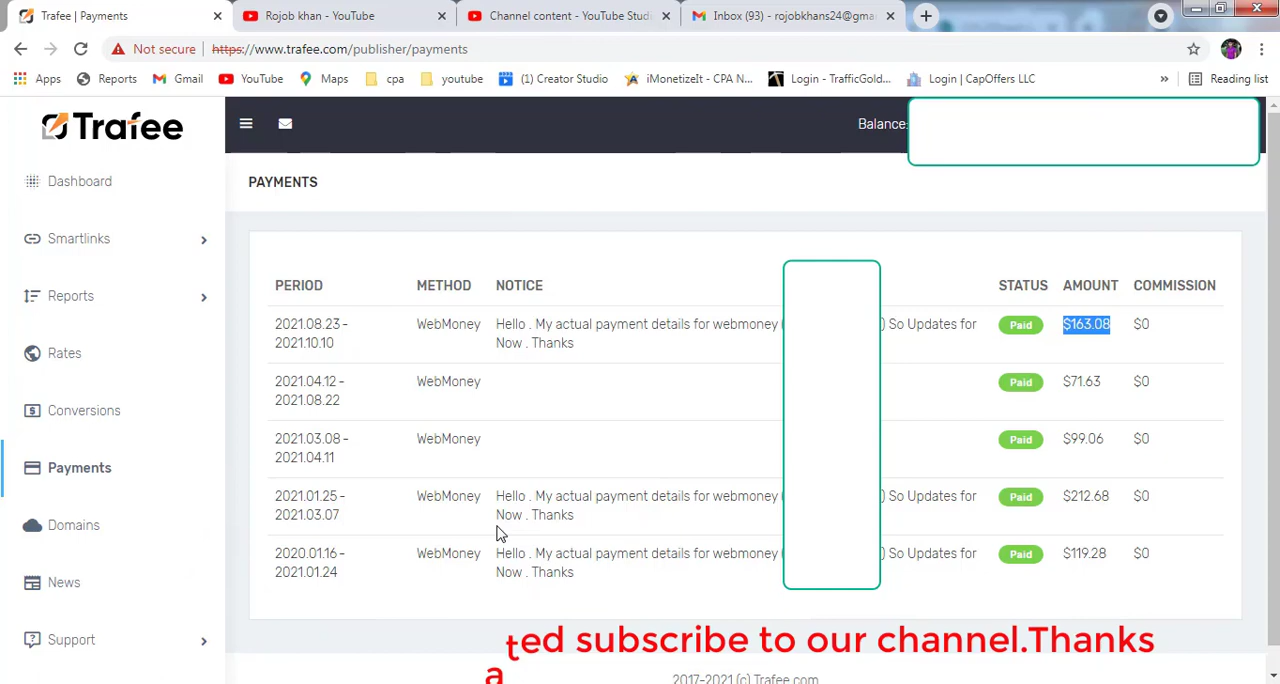 Trafee | Payments
Rojob khan - YouTube
Channel content - YouTube Studi
Inbox (93) - rojobkhans24@gma
Not secure
https://www.trafee.com/publisher/payments
Apps
Reports
Gmail
YouTube
Maps
cpa
youtube
(1) Creator Studio
iMonetizeIt - CPA N...
Login - TrafficGold...
Login | CapOffers LLC
»
Reading list
Trafee
Balance:
Dashboard
Smartlinks
Reports
Rates
Conversions
Payments
Domains
News
Support
PAYMENTS
PERIOD METHOD NOTICE STATUS AMOUNT COMMISSION
2021.08.23 - WebMoney Hello . My actual payment details for webmoney ( ) So Updates for Paid $163.08 $0
2021.10.10 Now . Thanks
2021.04.12 - WebMoney Paid $71.63 $0
2021.08.22
2021.03.08 - WebMoney Paid $99.06 $0
2021.04.11
2021.01.25 - WebMoney Hello . My actual payment details for webmoney ) So Updates for Paid $212.68 $0
2021.03.07 Now . Thanks
2020.01.16 - WebMoney Hello . My actual payment details for webmoney ) So Updates for Paid $119.28 $0
2021.01.24 Now . Thanks
ted subscribe to our channel.Thanks
a
2017-2021 (c) Trafee.com